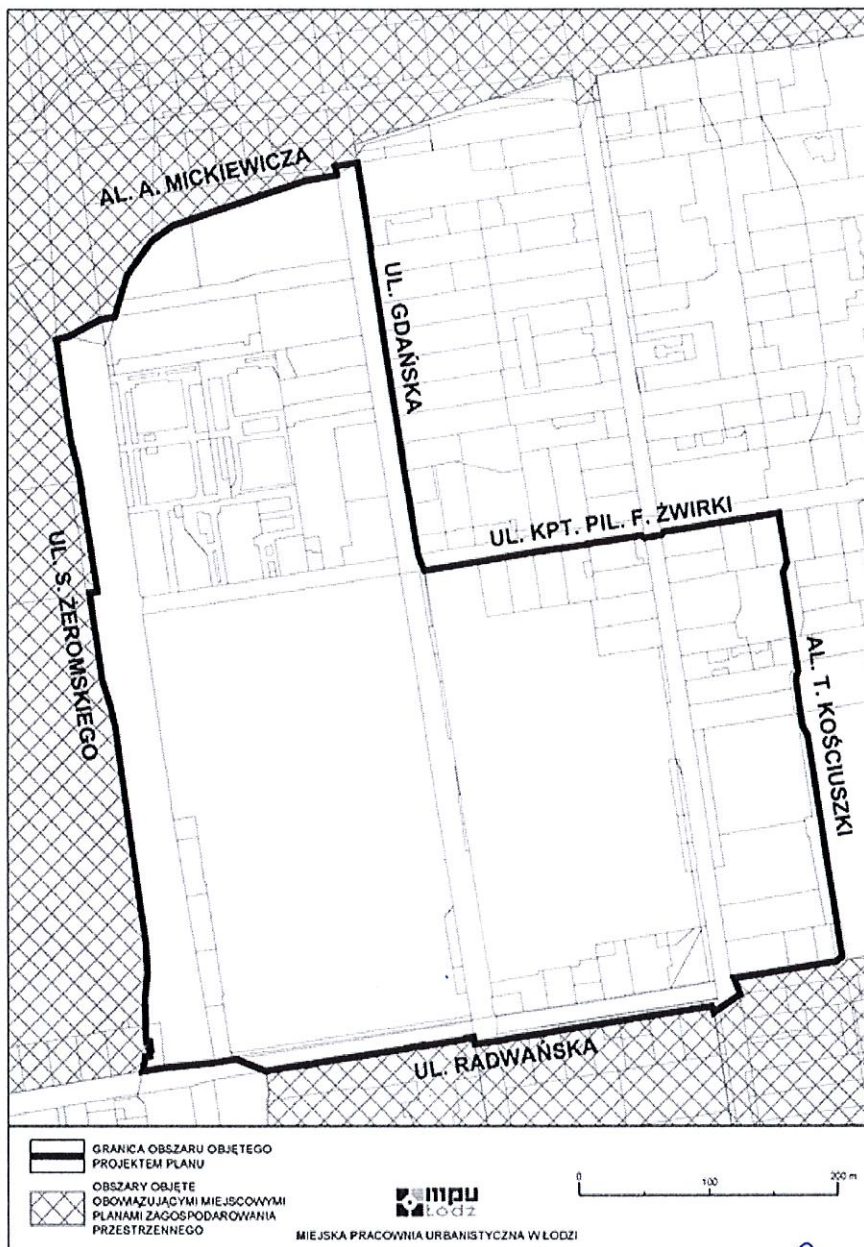 AL. A. MICKIEWICZA
UL. GDAŃSKA
UL. KPT. PIL. F. ŻWIRKI
UL. S. ŻEROMSKIEGO
AL. T. KOŚCIUSZKI
UL. RADWAŃSKA
GRANICA OBSZARU OBJĘTEGO
PROJEKTEM PLANU
OBSZARY OBJĘTE
OBOWIĄZUJĄCYMI MIEJSCOWYMI
PLANAMI ZAGOSPODAROWANIA
PRZESTRZENNEGO
mpu
Łódź
MIEJSKA PRACOWNIA URBANISTYCZNA W ŁODZI
0 100 200 m